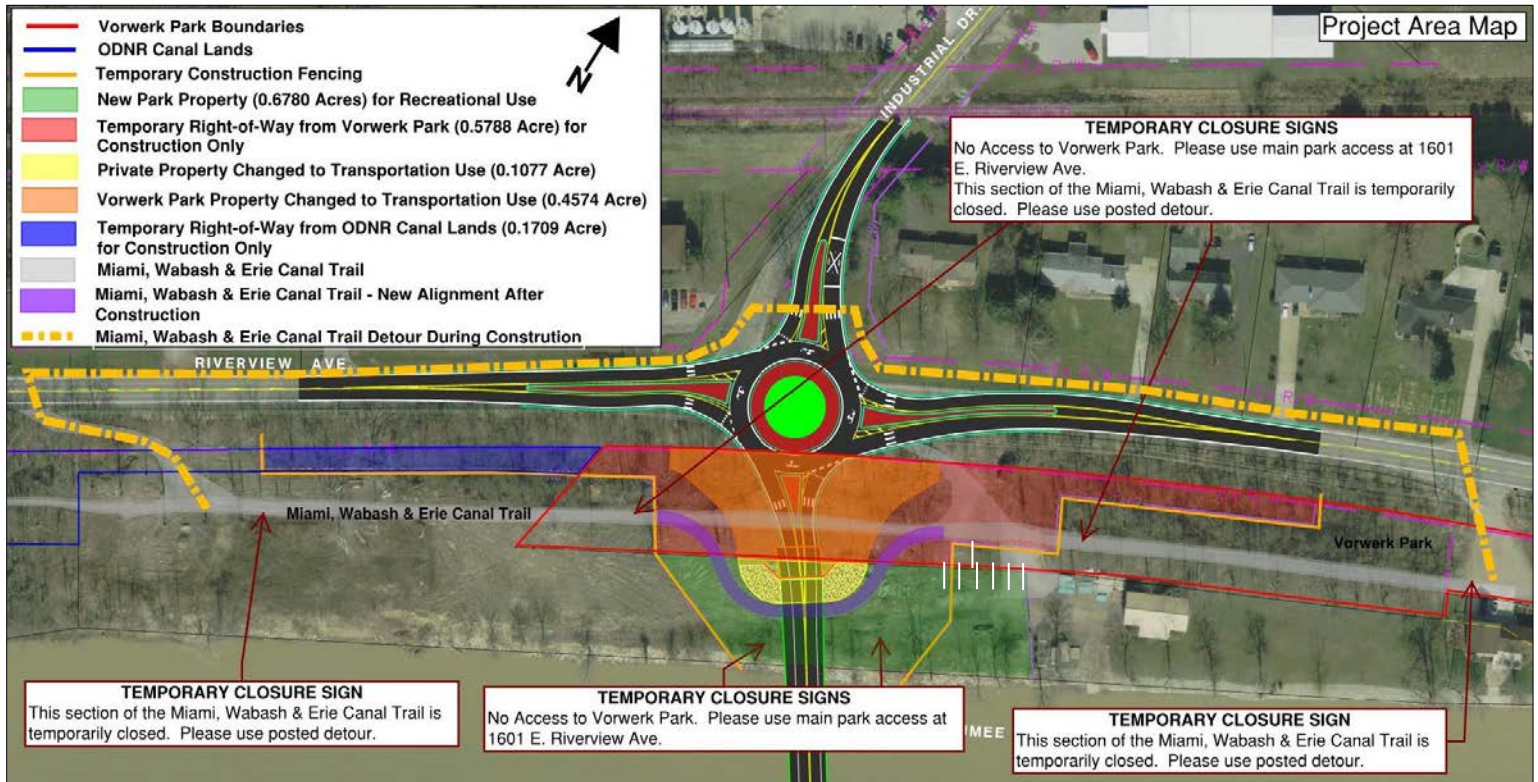 Project Area Map
Vorwerk Park Boundaries
ODNR Canal Lands
Temporary Construction Fencing
New Park Property (0.6780 Acres) for Recreational Use
Temporary Right-of-Way from Vorwerk Park (0.5788 Acre) for
Construction Only
Private Property Changed to Transportation Use (0.1077 Acre)
Vorwerk Park Property Changed to Transportation Use (0.4574 Acre)
Temporary Right-of-Way from ODNR Canal Lands (0.1709 Acre)
for Construction Only
Miami, Wabash & Erie Canal Trail
Miami, Wabash & Erie Canal Trail - New Alignment After
Construction
Miami, Wabash & Erie Canal Trail Detour During Constrution
N
INDUSTRIAL DR.
TEMPORARY CLOSURE SIGNS
No Access to Vorwerk Park. Please use main park access at 1601
E. Riverview Ave.
This section of the Miami, Wabash & Erie Canal Trail is temporarily
closed. Please use posted detour.
RIVERVIEW AVE.
Miami, Wabash & Erie Canal Trail
Vorwerk Park
TEMPORARY CLOSURE SIGN
This section of the Miami, Wabash & Erie Canal Trail is
temporarily closed. Please use posted detour.
TEMPORARY CLOSURE SIGNS
No Access to Vorwerk Park. Please use main park access at
1601 E. Riverview Ave.
UMEE
TEMPORARY CLOSURE SIGN
This section of the Miami, Wabash & Erie Canal Trail is
temporarily closed. Please use posted detour.